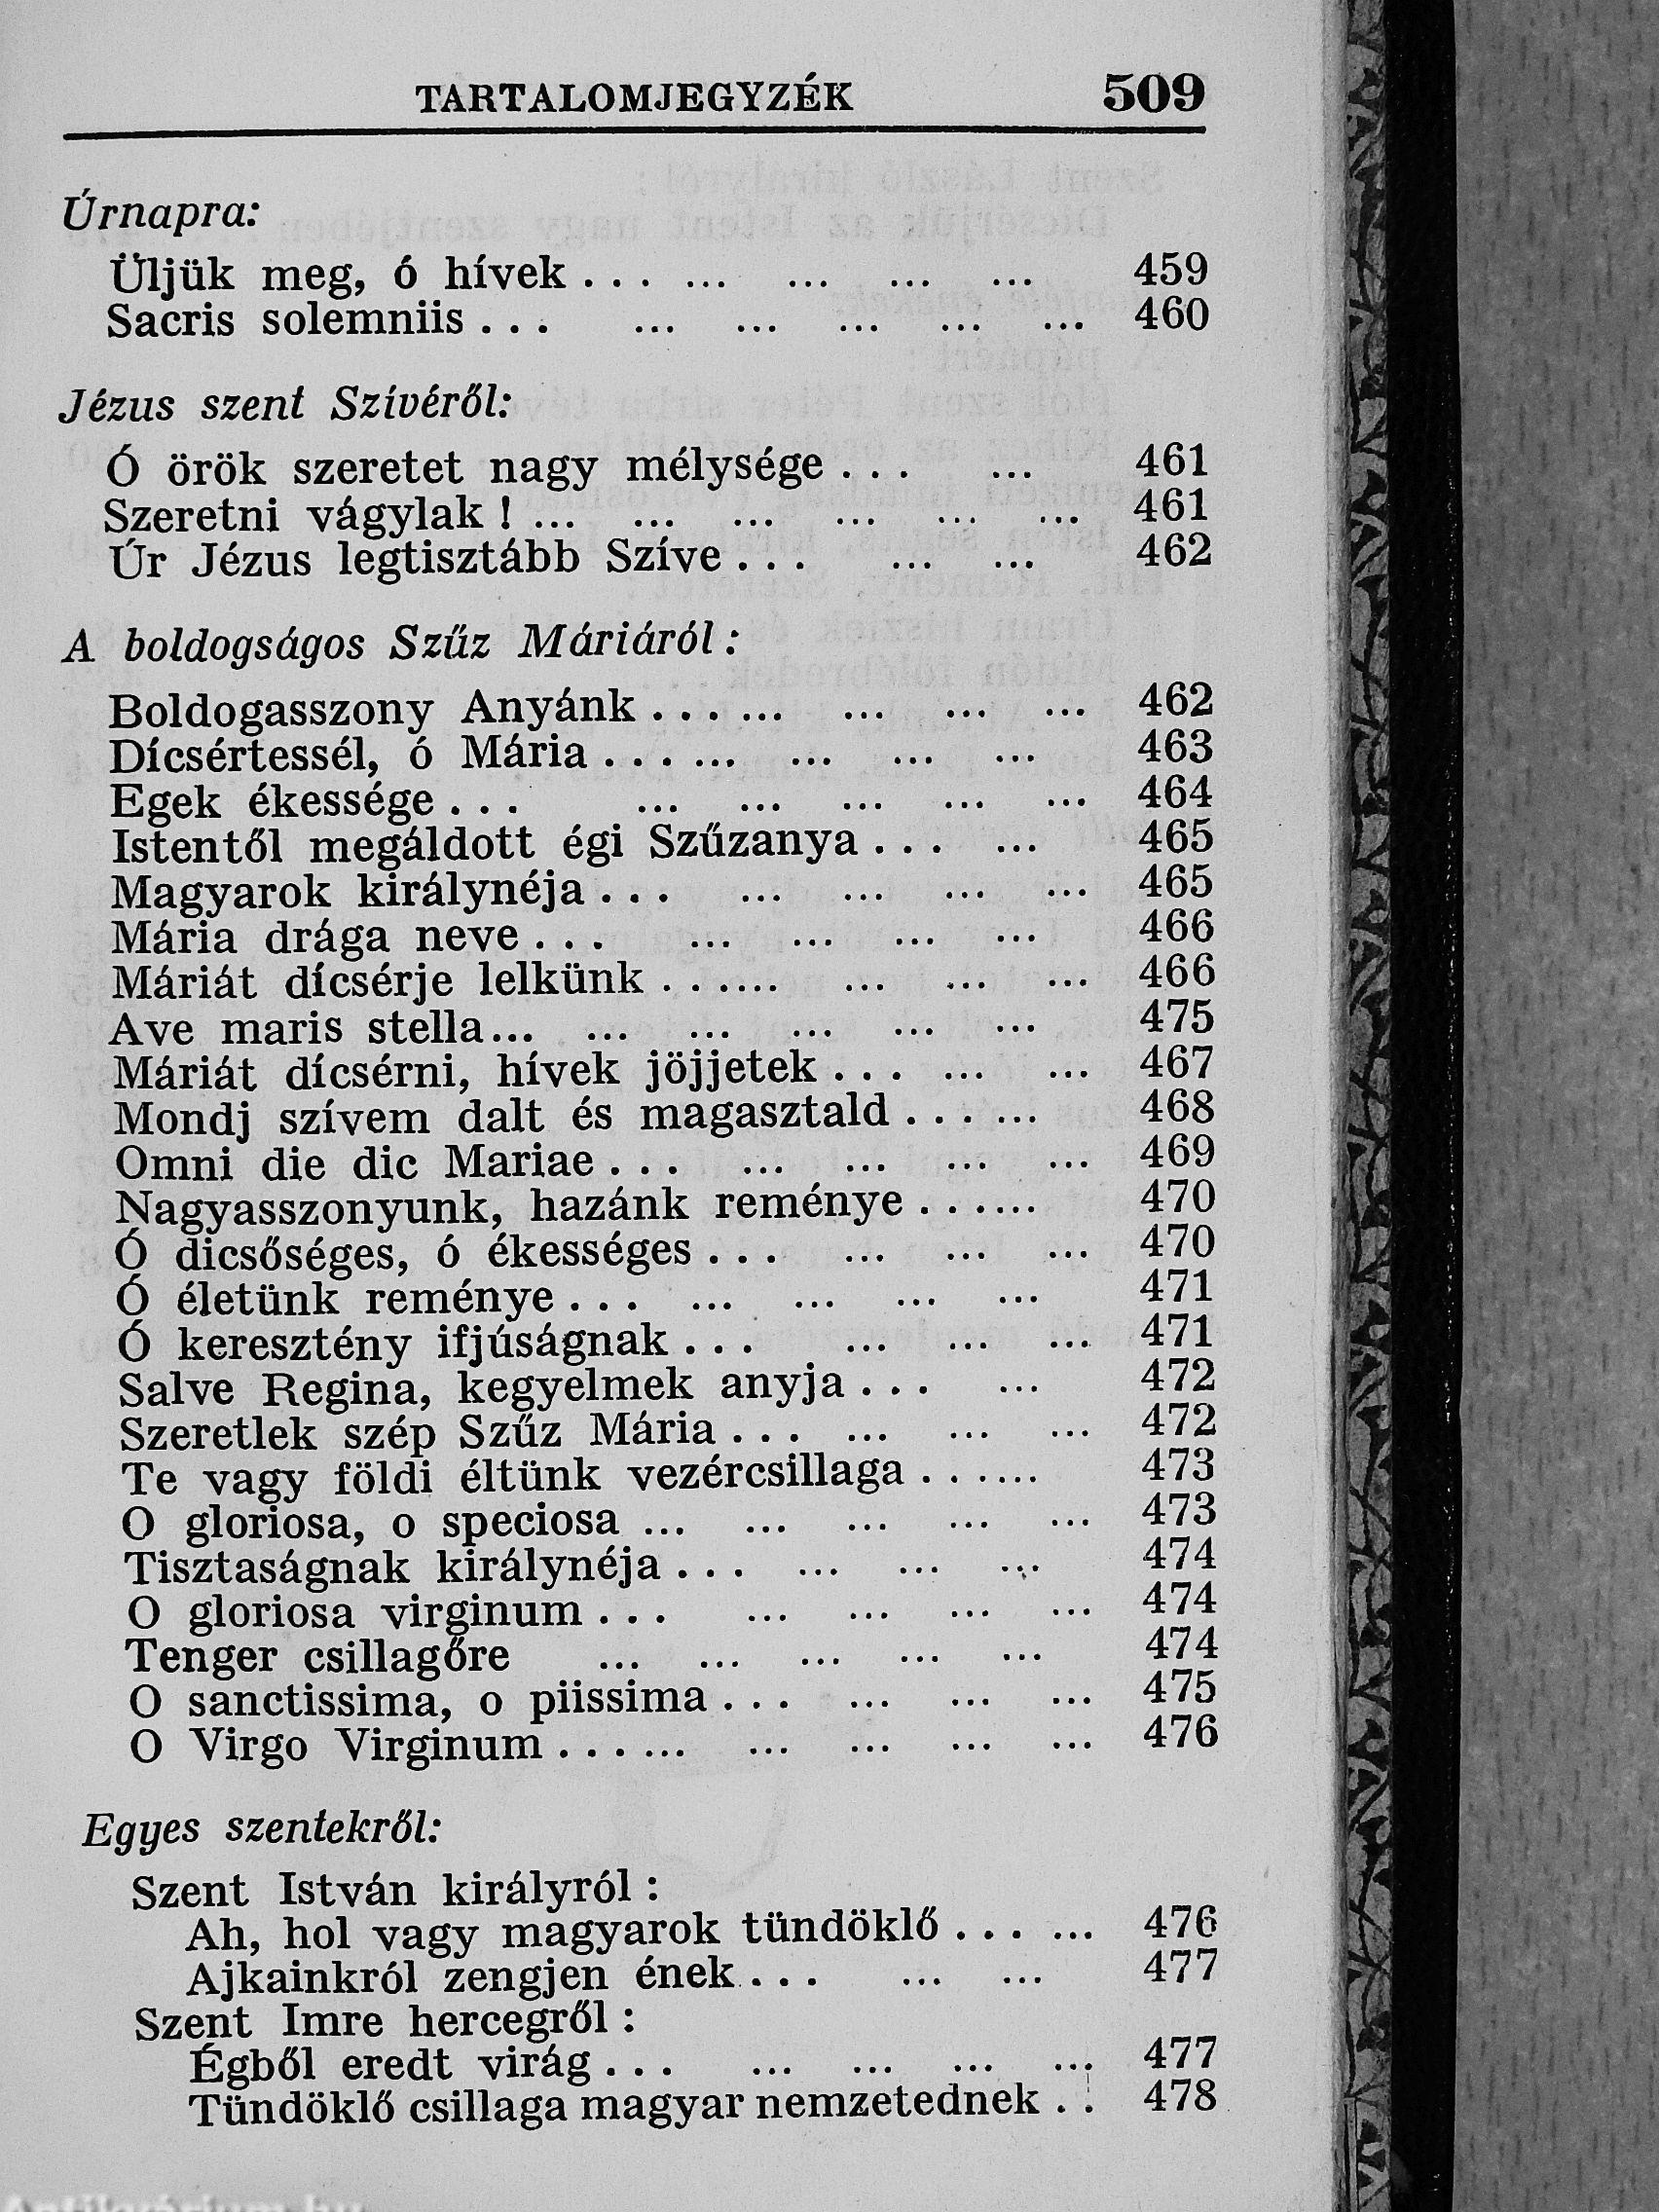 TARTALOMJEGYZÉK 509
Úrnapra:
Üljük meg, ó hívek ... ... ... ... ... 459
Sacris solemniis ... ... ... ... ... ... 460
Jézus szent Szívéről:
Ó örök szeretet nagy mélysége ... ... 461
Szeretni vágylak ! ... ... ... ... ... ... 461
Úr Jézus legtisztább Szíve ... ... ... 462
A boldogságos Szűz Máriáról :
Boldogasszony Anyánk ... ... ... ... ... 462
Dícsértessél, ó Mária ... ... ... ... ... 463
Egek ékessége ... ... ... ... ... ... 464
Istentől megáldott égi Szűzanya ... ... 465
Magyarok királynéja ... ... ... ... ... 465
Mária drága neve ... ... ... ... ... 466
Máriát dícsérje lelkünk ... ... ... ... ... 466
Ave maris stella ... ... ... ... ... ... 475
Máriát dícsérni, hívek jöjjetek ... ... ... 467
Mondj szívem dalt és magasztald ... ... 468
Omni die dic Mariae ... ... ... ... ... 469
Nagyasszonyunk, hazánk reménye ... ... 470
Ó dicsőséges, ó ékességes ... ... ... ... 470
Ó életünk reménye ... ... ... ... ... 471
Ó keresztény ifjúságnak ... ... ... ... 471
Salve Regina, kegyelmek anyja ... ... 472
Szeretlek szép Szűz Mária ... ... ... ... 472
Te vagy földi éltünk vezércsillaga ... ... 473
O gloriosa, o speciosa ... ... ... ... ... 473
Tisztaságnak királynéja ... ... ... ... 474
O gloriosa virginum ... ... ... ... ... 474
Tenger csillagőre ... ... ... ... ... 474
O sanctissima, o piissima ... ... ... ... 475
O Virgo Virginum ... ... ... ... ... ... 476
Egyes szentekről:
Szent István királyról :
Ah, hol vagy magyarok tündöklő ... ... 476
Ajkainkról zengjen ének ... ... ... 477
Szent Imre hercegről :
Égből eredt virág ... ... ... ... ... 477
Tündöklő csillaga magyar nemzetednek . . 478